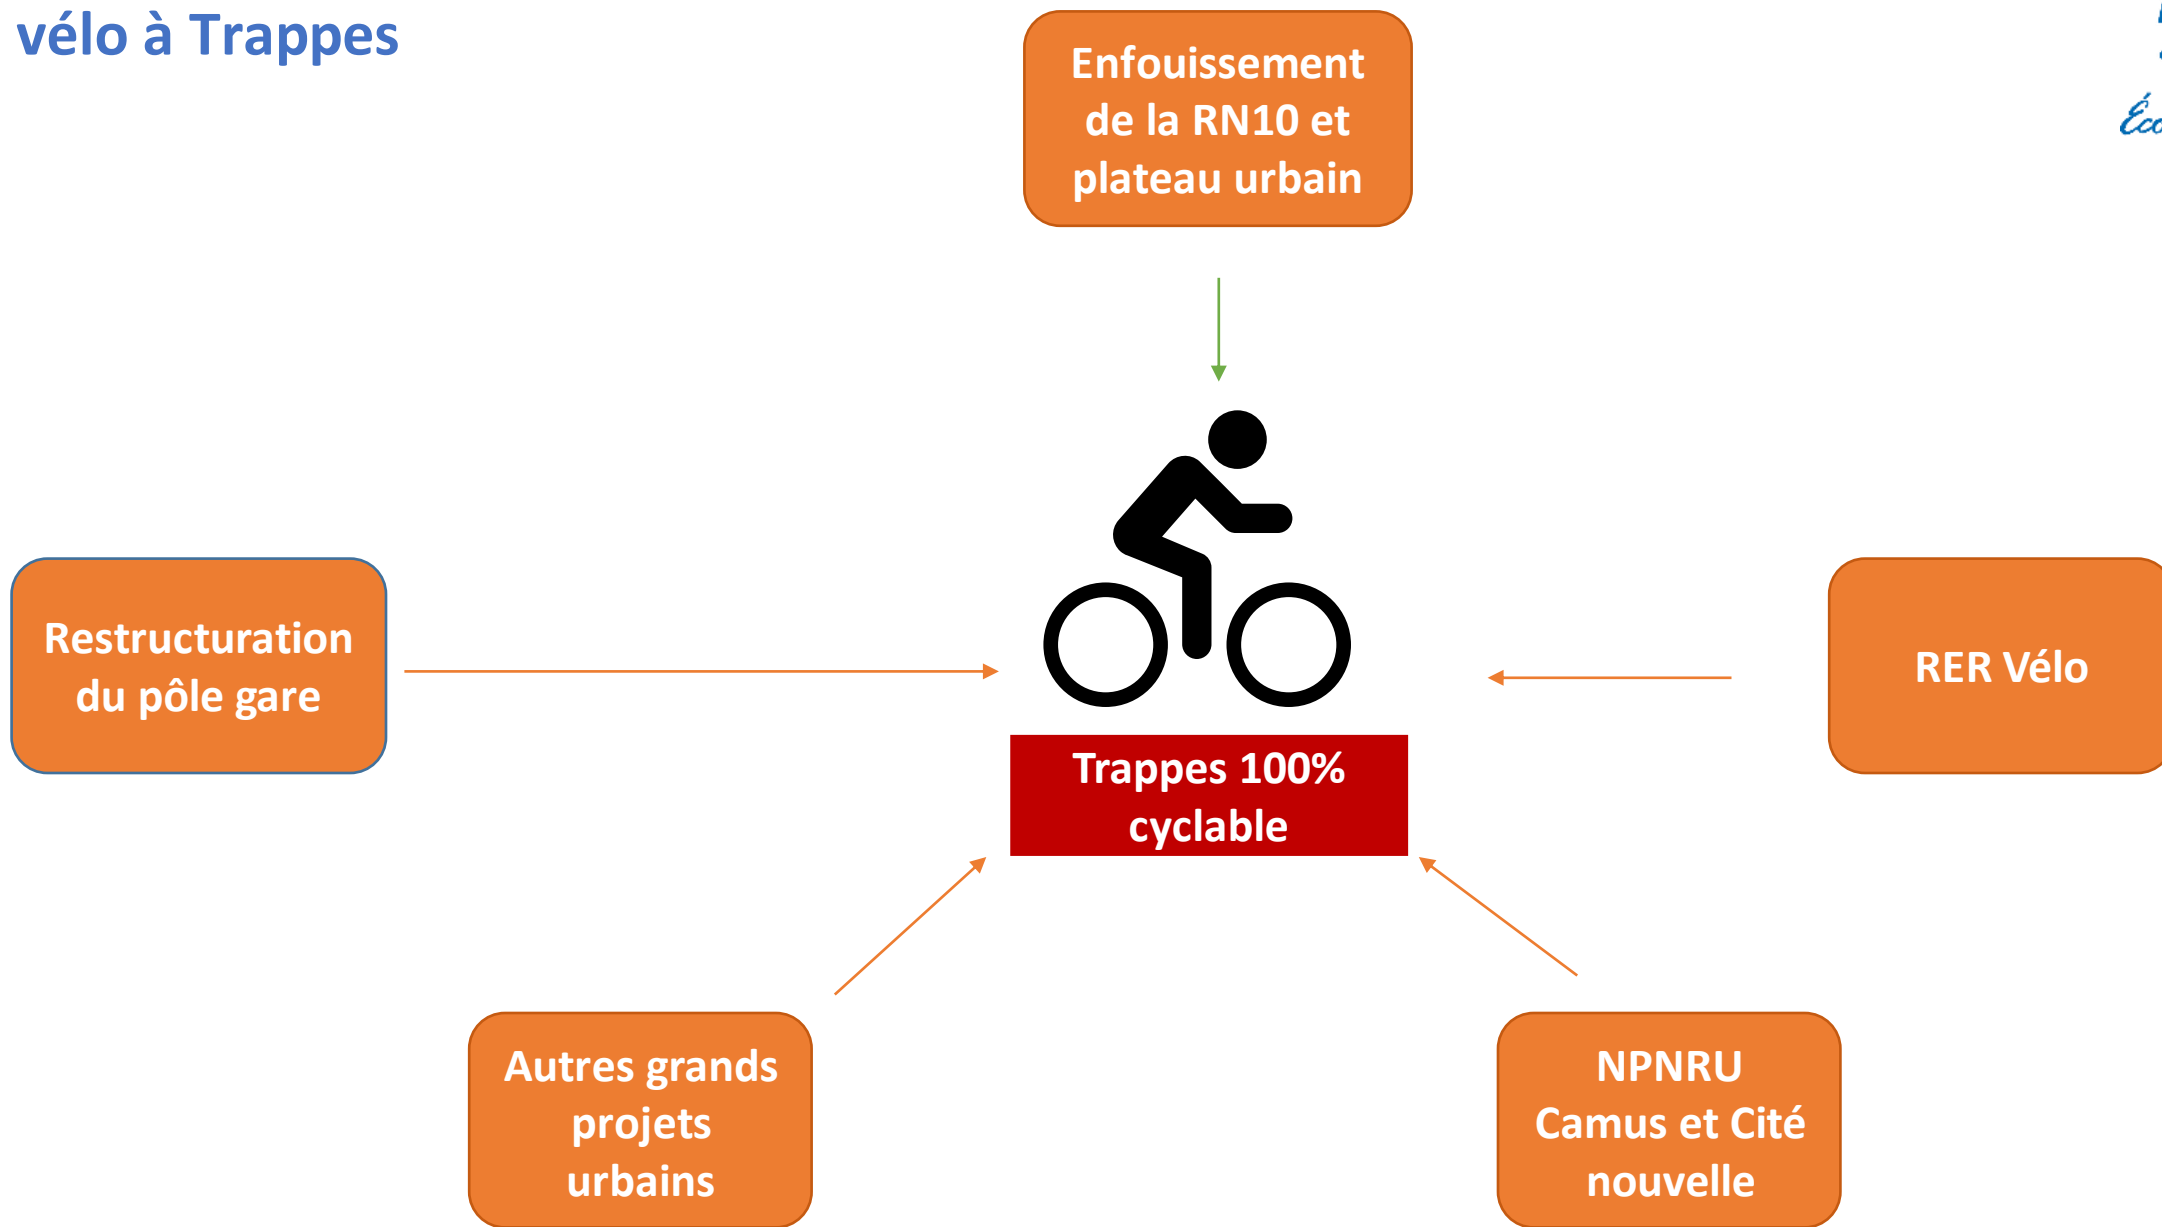 vélo à Trappes
Enfouissement
de la RN10 et
plateau urbain
Restructuration
du pôle gare
RER Vélo
Trappes 100%
cyclable
Autres grands
projets
urbains
NPNRU
Camus et Cité
nouvelle